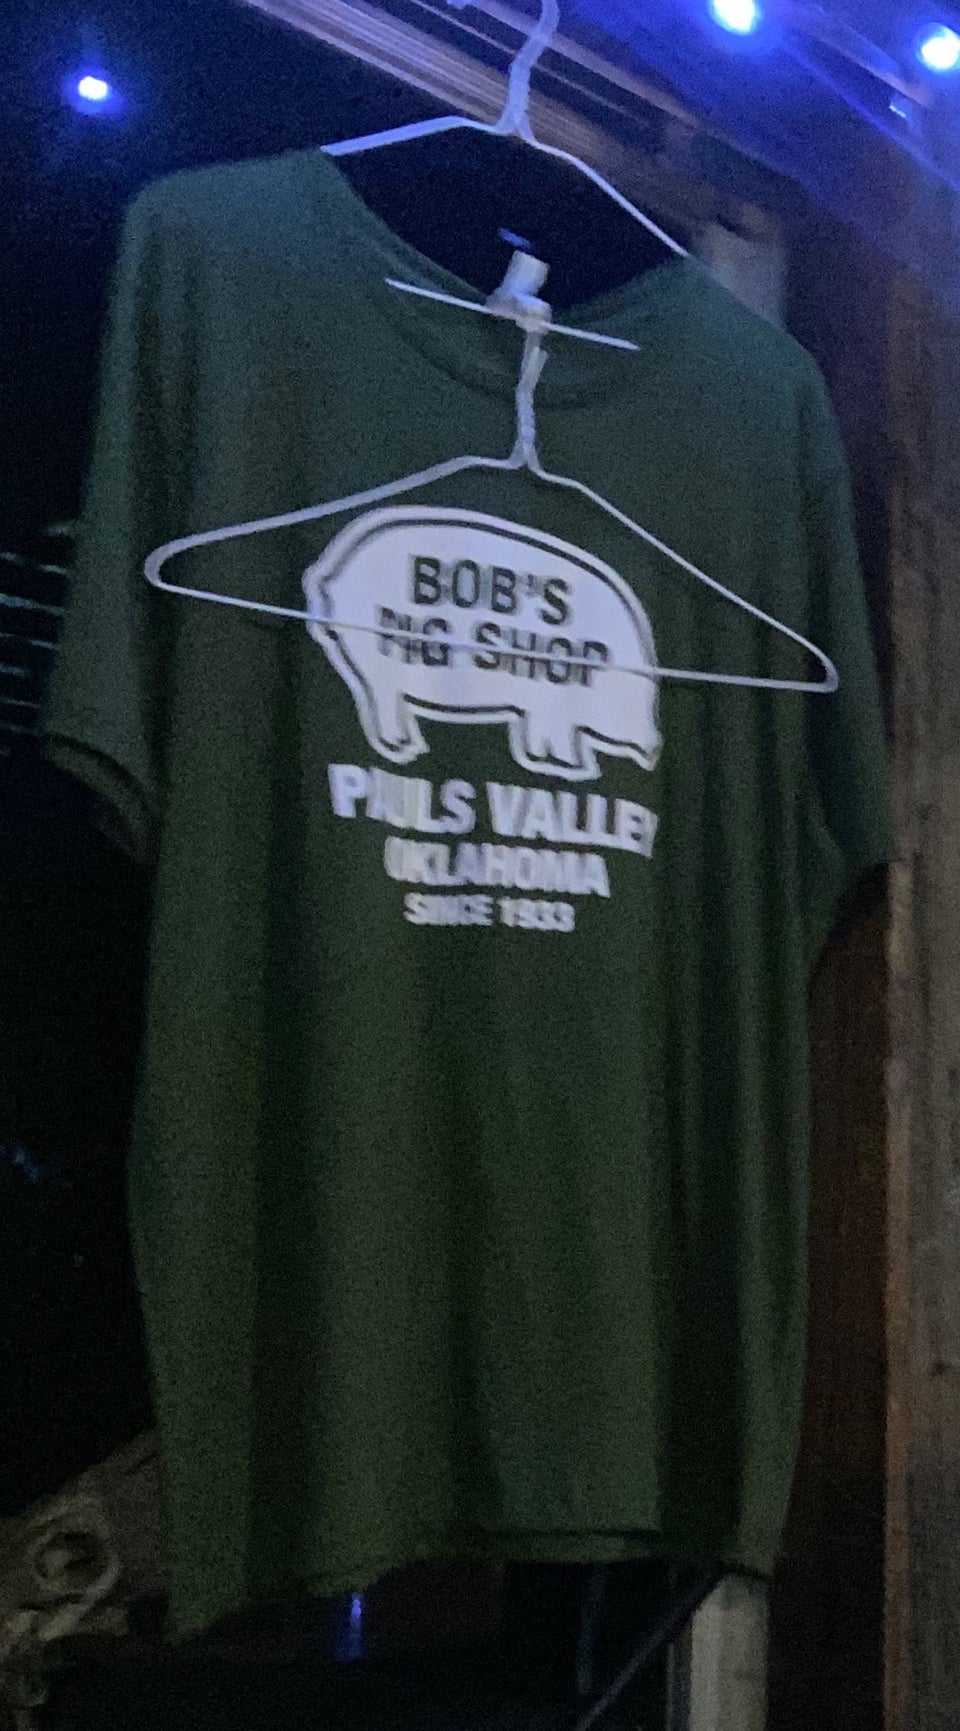 BOB'S
PIG SHOP
PAULS VALLEY
OKLAHOMA
SINCE 1933